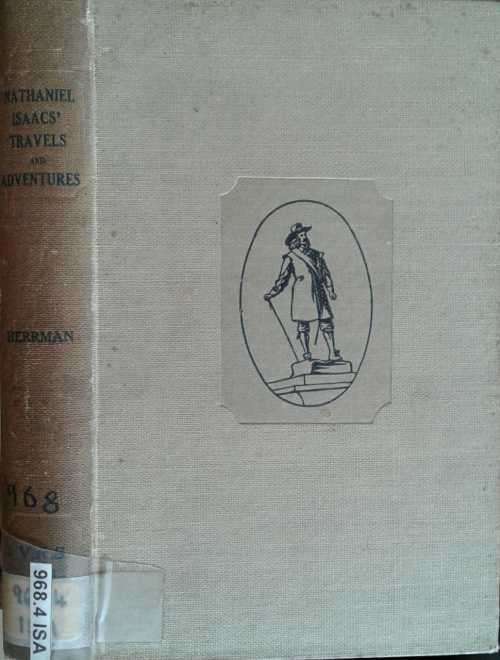 NATHANIEL
ISAACS'
TRAVELS
AND
ADVENTURES
HERRMAN
968
968.4 ISA